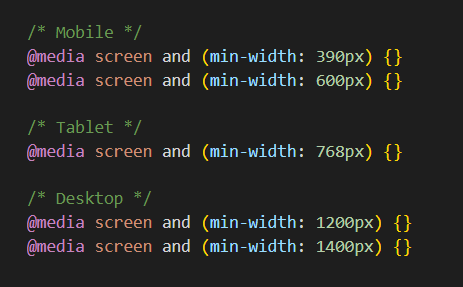 /* Mobile */
@media screen and (min-width: 390px) {}
@media screen and (min-width: 600px) {}
/* Tablet */
@media screen and (min-width: 768px) {}
/* Desktop */
@media screen and (min-width: 1200px) {}
@media screen and (min-width: 1400px) {}